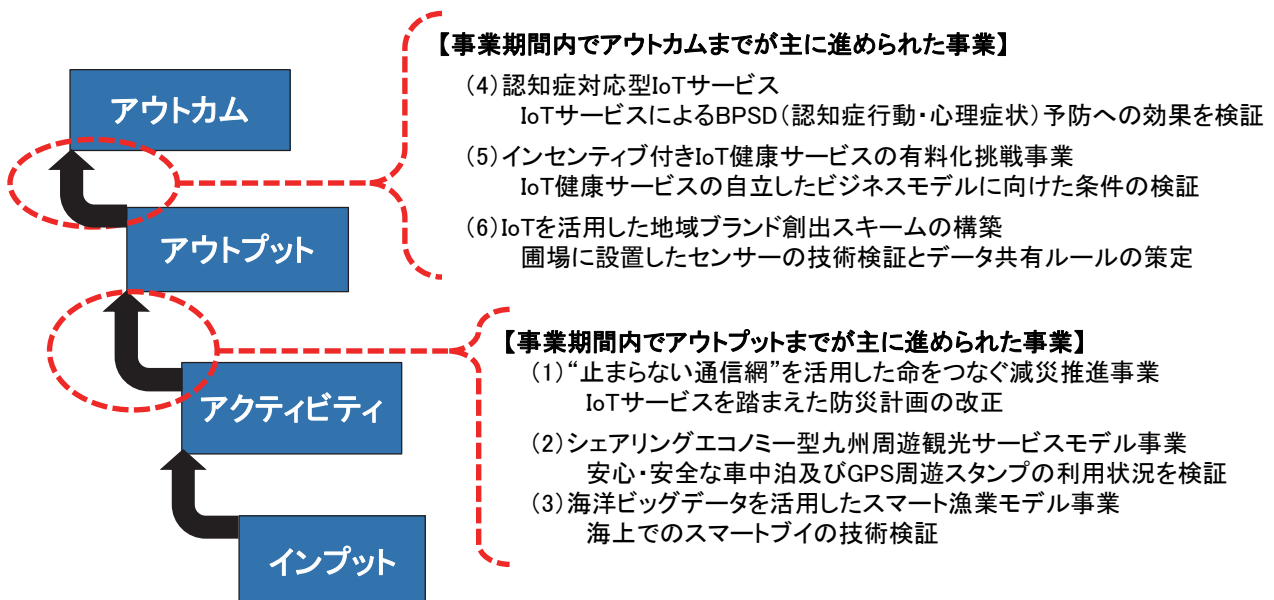 アウトカム
アウトプット
アクティビティ
インプット
【事業期間内でアウトカムまでが主に進められた事業】
(4)認知症対応型IoTサービス
IoTサービスによるBPSD(認知症行動・心理症状)予防への効果を検証
(5)インセンティブ付きIoT健康サービスの有料化挑戦事業
IoT健康サービスの自立したビジネスモデルに向けた条件の検証
(6)IoTを活用した地域ブランド創出スキームの構築
圃場に設置したセンサーの技術検証とデータ共有ルールの策定
【事業期間内でアウトプットまでが主に進められた事業】
(1)“止まらない通信網”を活用した命をつなぐ減災推進事業
IoTサービスを踏まえた防災計画の改正
(2)シェアリングエコノミー型九州周遊観光サービスモデル事業
安心・安全な車中泊及びGPS周遊スタンプの利用状況を検証
(3)海洋ビッグデータを活用したスマート漁業モデル事業
海上でのスマートブイの技術検証